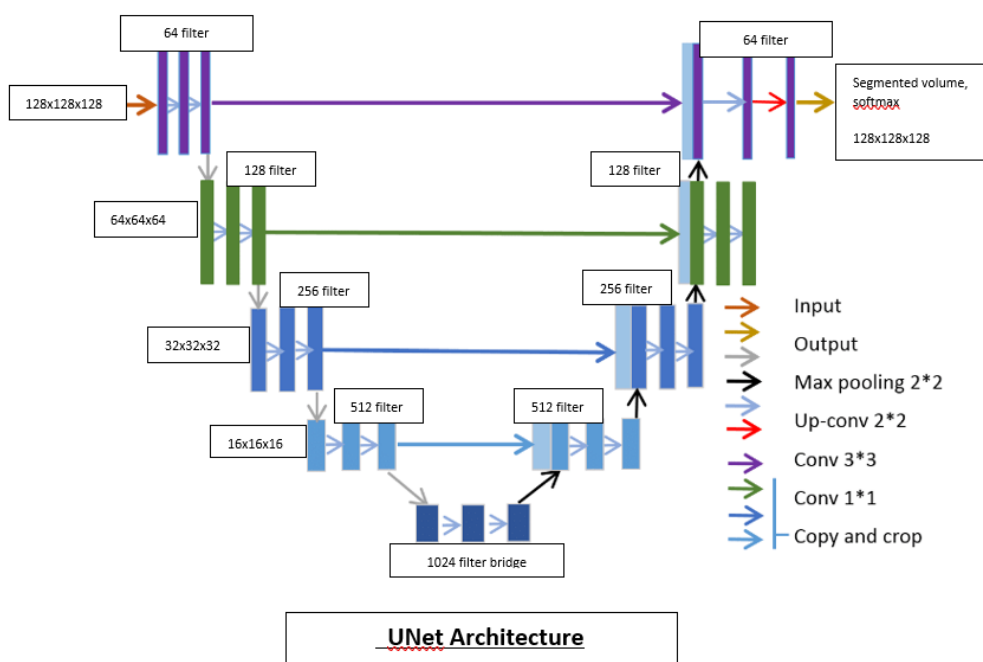 64 filter
64 filter
128x128x128
Segmented volume,
softmax
128x128x128
128 filter
128 filter
64x64x64
256 filter
256 filter
32x32x32
512 filter
512 filter
16x16x16
1024 filter bridge
Input
Output
Max pooling 2*2
Up-conv 2*2
Conv 3*3
Conv 1*1
Copy and crop
UNet Architecture